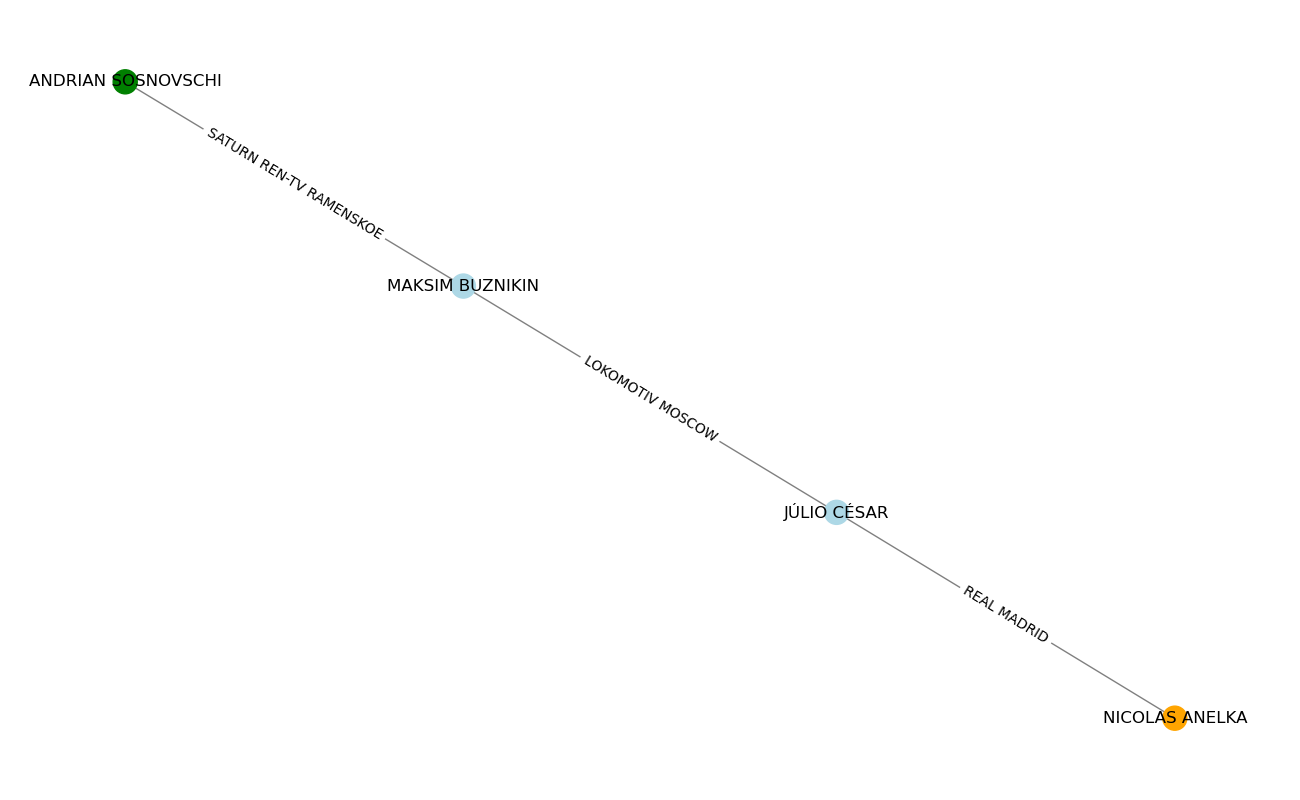 ANDRIAN SOSNOVSCHI
SATURN REN-TV RAMENSKOE
MAKSIM BUZNIKIN
LOKOMOTIV MOSCOW
JÚLIO CÉSAR
REAL MADRID
NICOLAS ANELKA